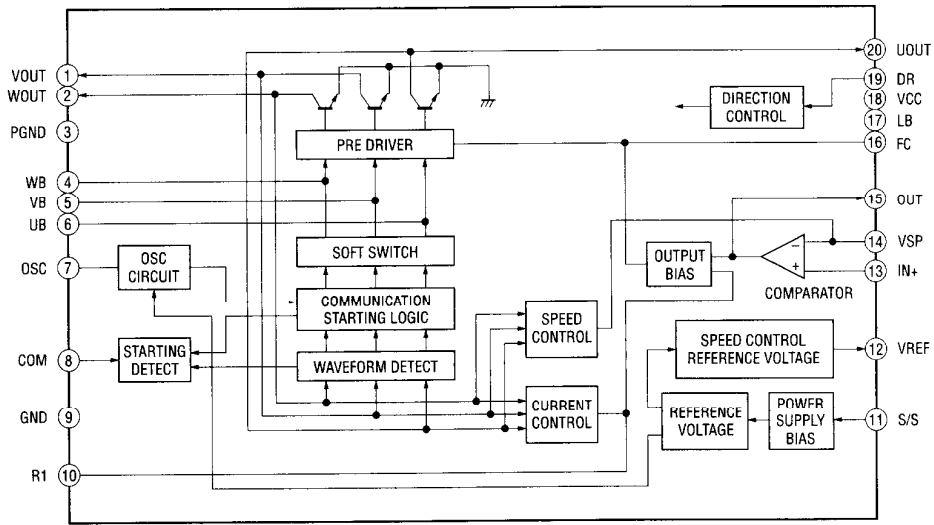 VOUT 1
WOUT 2
PGND 3
WB 4
VB 5
UB 6
OSC 7
COM 8
GND 9
R1 10
20 UOUT
19 DR
18 VCC
17 LB
16 FC
15 OUT
14 VSP
13 IN+
12 VREF
11 S/S
PRE DRIVER
SOFT SWITCH
COMMUNICATION
STARTING LOGIC
WAVEFORM DETECT
OSC
CIRCUIT
STARTING
DETECT
SPEED
CONTROL
CURRENT
CONTROL
DIRECTION
CONTROL
OUTPUT
BIAS
−
+
COMPARATOR
SPEED CONTROL
REFERENCE VOLTAGE
REFERENCE
VOLTAGE
POWER
SUPPLY
BIAS